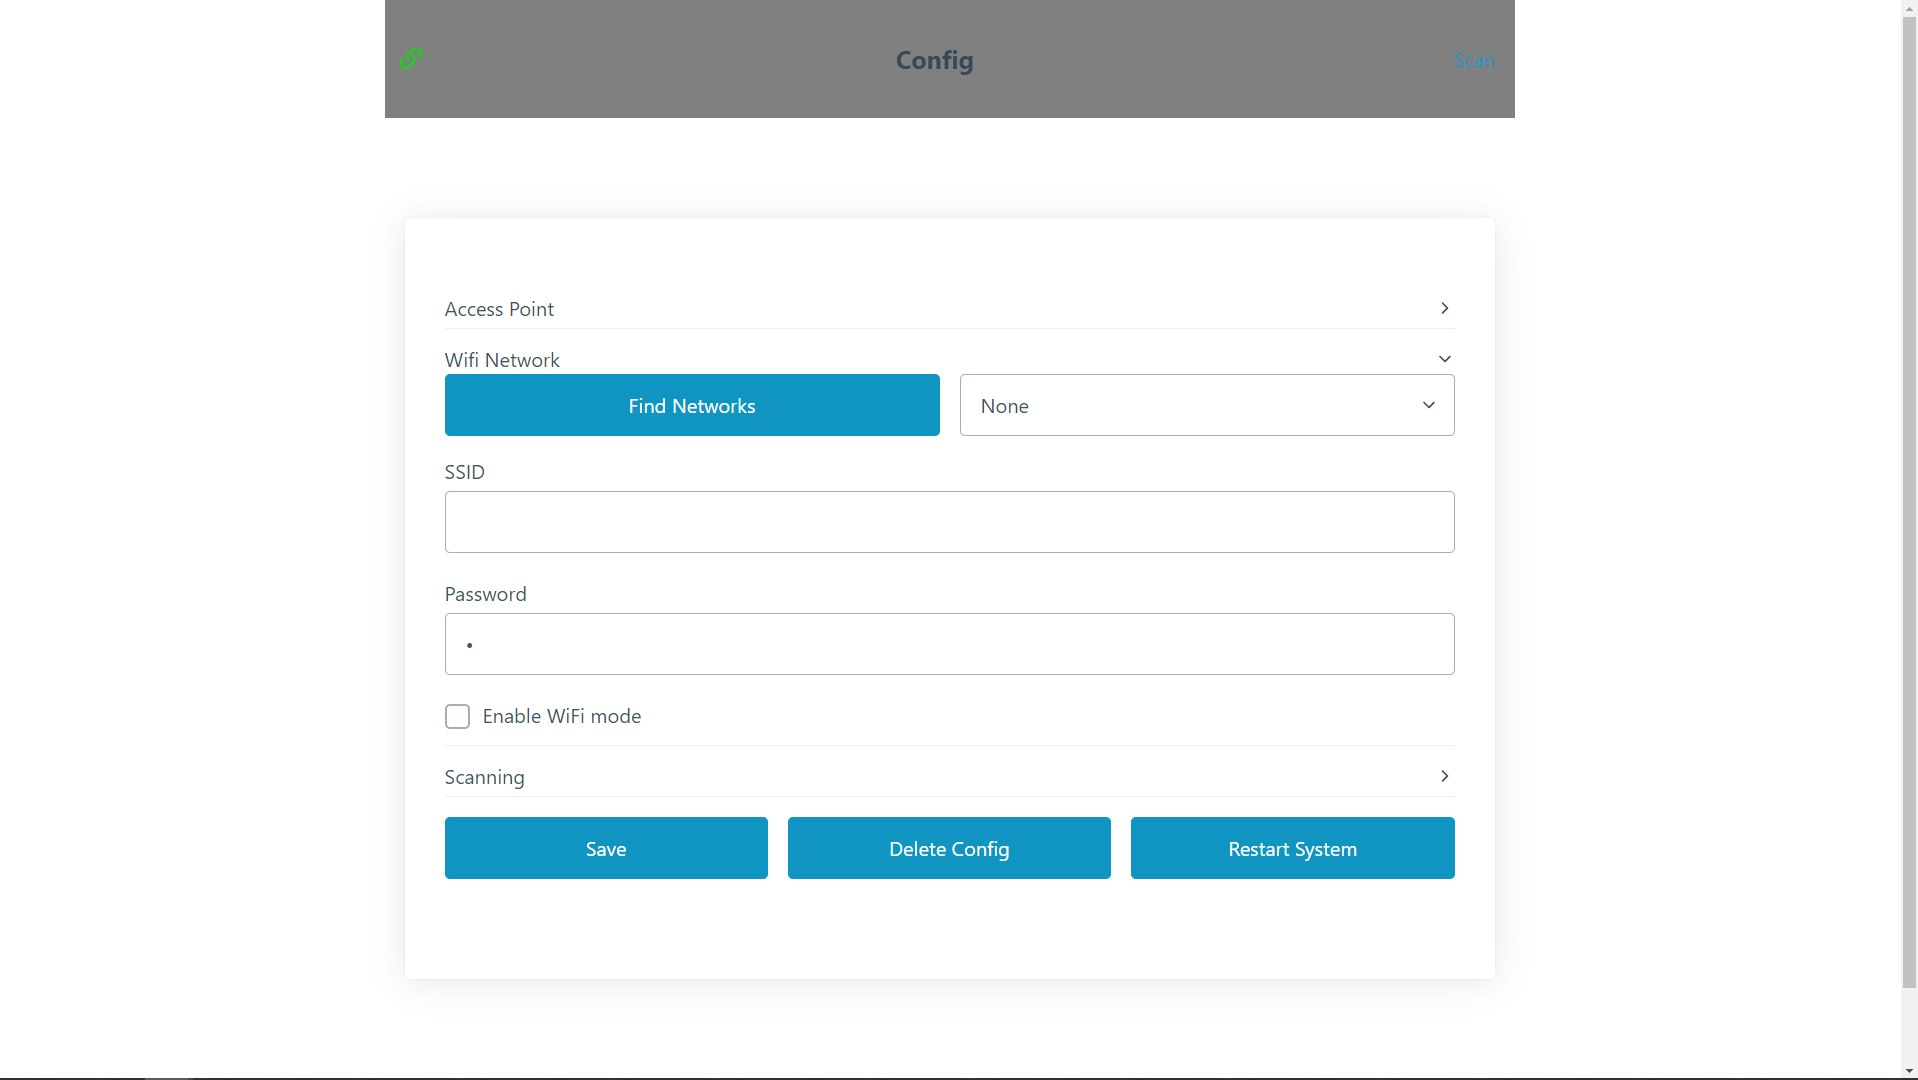 Config
Scan
Access Point
Wifi Network
Find Networks
None
SSID
Password
•
Enable WiFi mode
Scanning
Save
Delete Config
Restart System